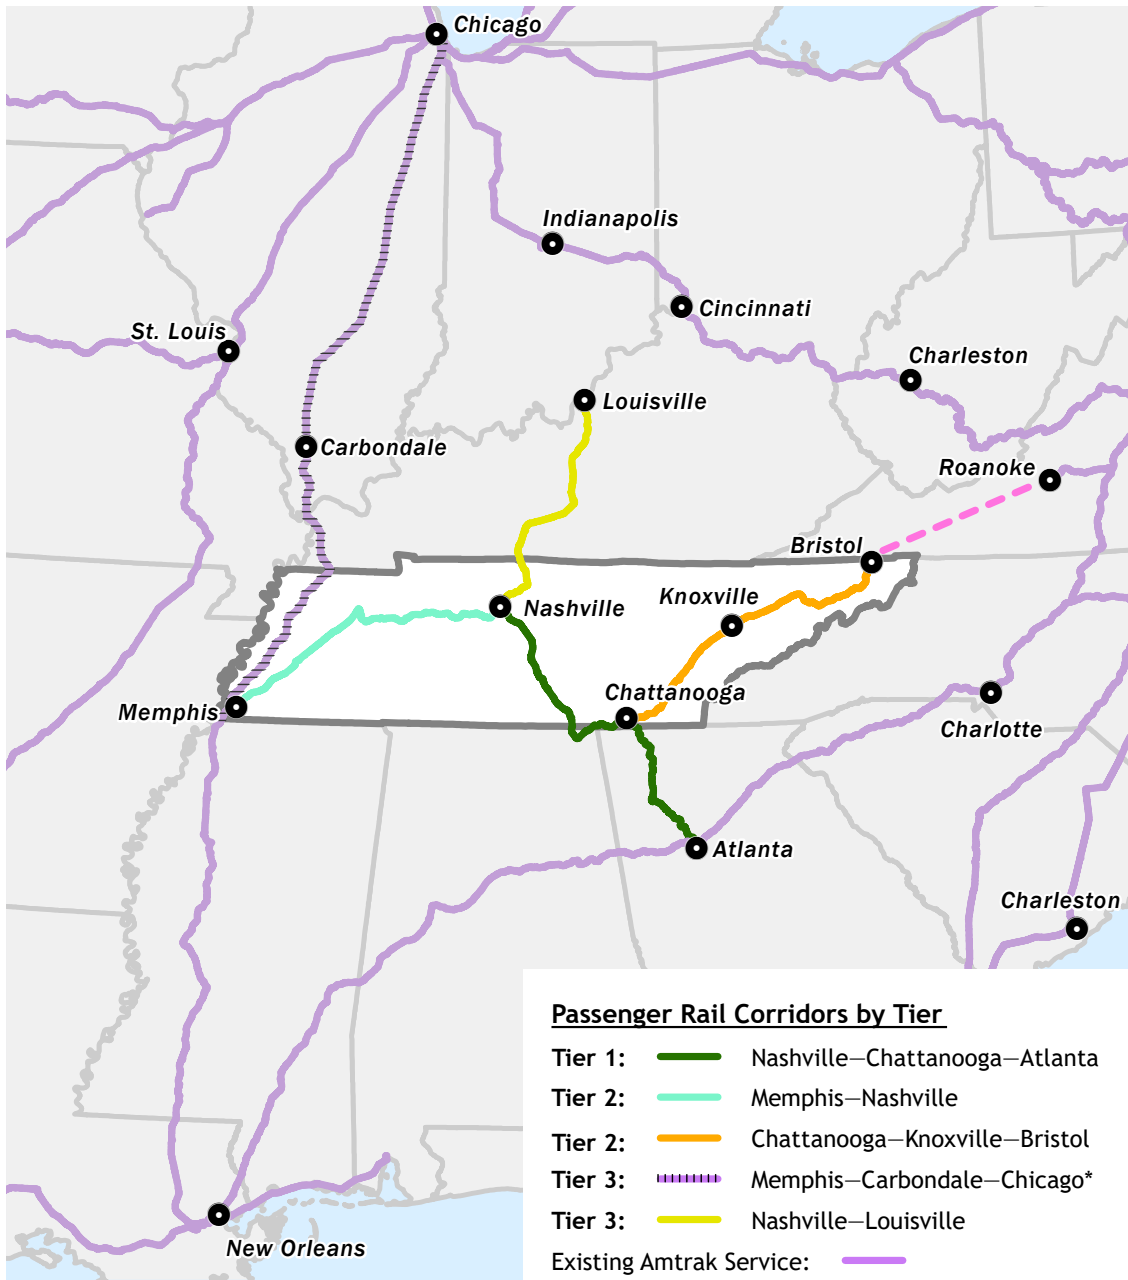 Chicago
Indianapolis
Cincinnati
St. Louis
Charleston
Louisville
Carbondale
Roanoke
Bristol
Knoxville
Nashville
Chattanooga
Memphis
Charlotte
Atlanta
Charleston
New Orleans
Passenger Rail Corridors by Tier
Tier 1: Nashville—Chattanooga—Atlanta
Tier 2: Memphis—Nashville
Tier 2: Chattanooga—Knoxville—Bristol
Tier 3: Memphis—Carbondale—Chicago*
Tier 3: Nashville—Louisville
Existing Amtrak Service: